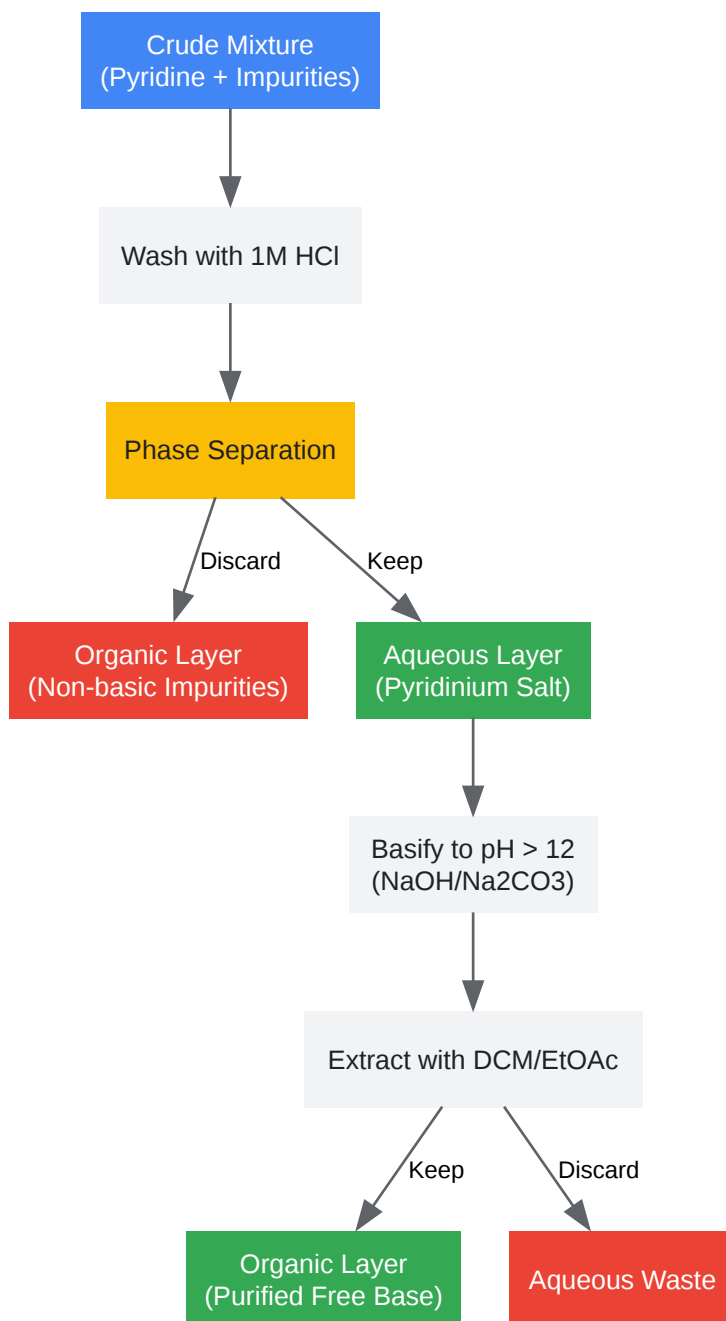 Crude Mixture
(Pyridine + Impurities)
Wash with 1M HCl
Phase Separation
Discard
Keep
Organic Layer
(Non-basic Impurities)
Aqueous Layer
(Pyridinium Salt)
Basify to pH > 12
(NaOH/Na2CO3)
Extract with DCM/EtOAc
Keep
Discard
Organic Layer
(Purified Free Base)
Aqueous Waste